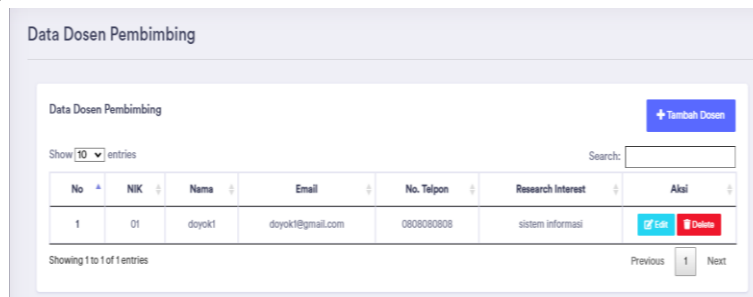 Data Dosen Pembimbing
Data Dosen Pembimbing
+ Tambah Dosen
Show 10 entries
Search:
No NIK Nama Email No. Telpon Research Interest Aksi
1 01 doyok1 doyok1@gmail.com 0808080808 sistem informasi Edit Delete
Showing 1 to 1 of 1 entries
Previous 1 Next